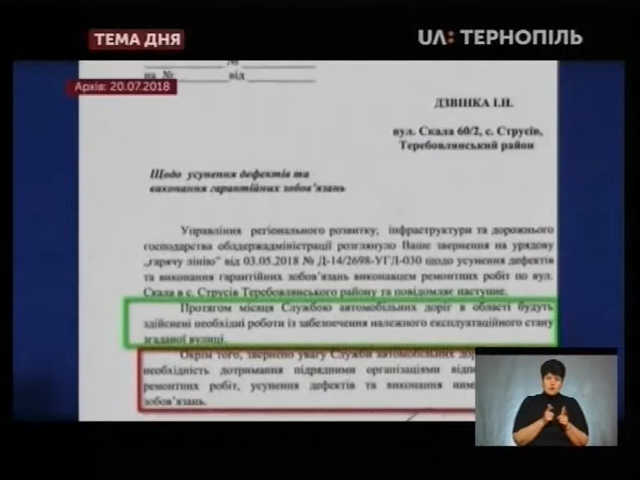 ТЕМА ДНЯ
UA: ТЕРНОПІЛЬ
№
на № від
Архів: 20.07.2018
ДЗВІНКА І.Н.
вул. Скала 60/2, с. Струсів,
Теребовлянський район
Щодо усунення дефектів та
виконання гарантійних зобов'язань
Управління регіонального розвитку, інфраструктури та дорожнього
господарства облдержадміністрації розглянуло Ваше звернення на урядову
„гарячу лінію" від 03.05.2018 № Д-14/2698-УГЛ-030 щодо усунення дефектів
та виконання гарантійних зобов'язань виконавцем ремонтних робіт по вул.
Скала в с. Струсів Теребовлянського району та повідомляє наступне.
Протягом місяця Службою автомобільних доріг в області будуть
здійснені необхідні роботи із забезпечення належного експлуатаційного стану
згаданої вулиці.
Окрім того, звернено увагу Служби автомобільних
необхідність дотримання підрядними організаціями
ремонтних робіт, усунення дефектів та виконання
зобов'язань.